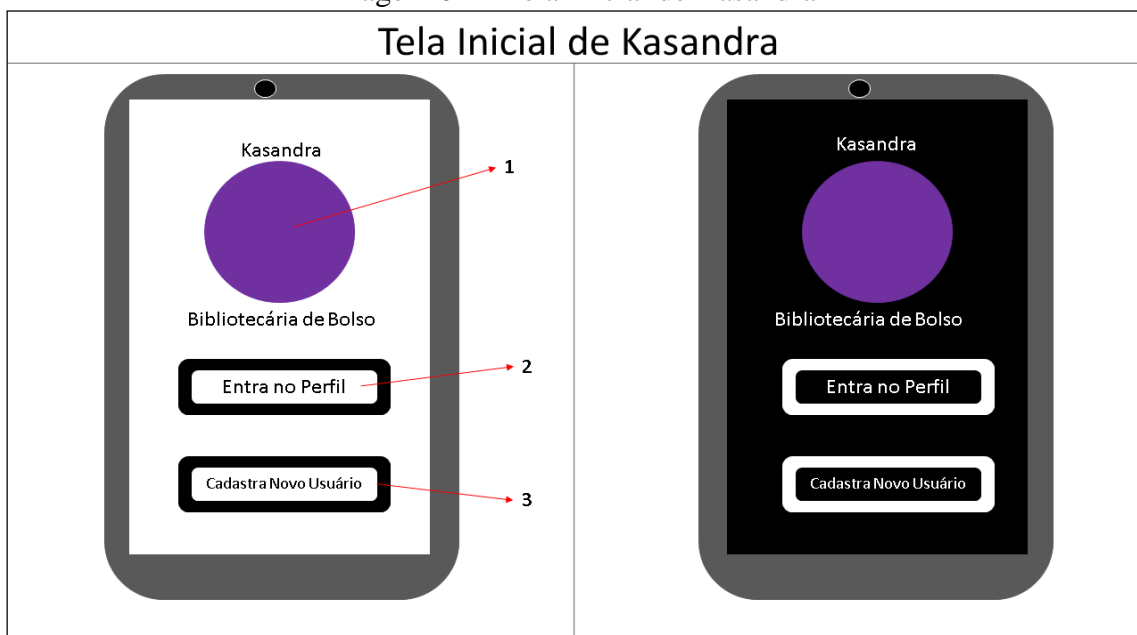 Tela Inicial de Kasandra
Kasandra
1
Bibliotecária de Bolso
Entra no Perfil
2
Cadastra Novo Usuário
3
Kasandra
Bibliotecária de Bolso
Entra no Perfil
Cadastra Novo Usuário